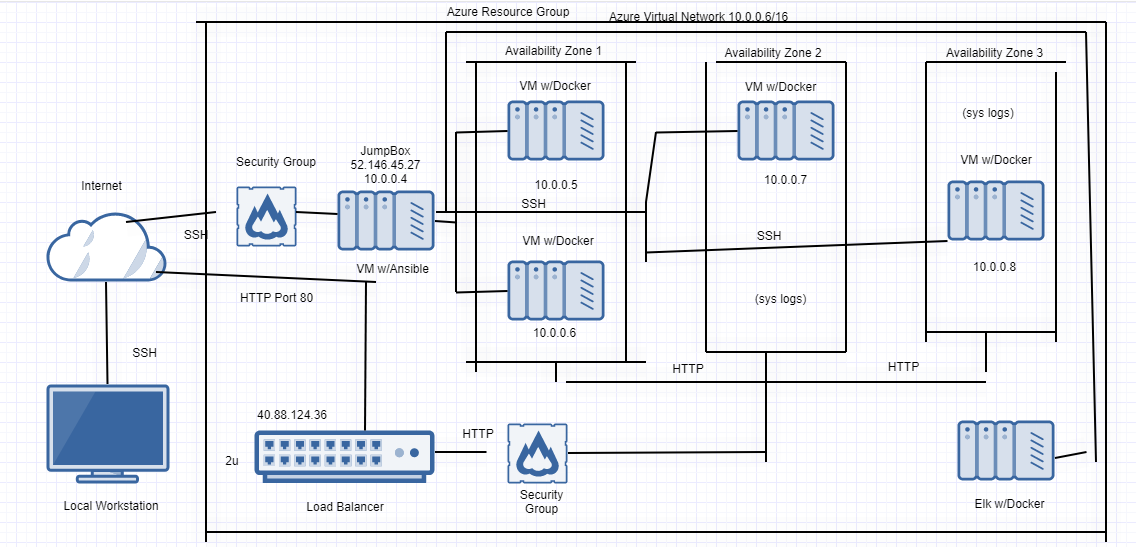 Azure Resource Group
Azure Virtual Network 10.0.0.6/16
Availability Zone 1
Availability Zone 2
Availability Zone 3
VM w/Docker
VM w/Docker
(sys logs)
JumpBox
52.146.45.27
10.0.0.4
Security Group
VM w/Docker
Internet
10.0.0.5
10.0.0.7
SSH
SSH
VM w/Docker
SSH
VM w/Ansible
10.0.0.8
HTTP Port 80
(sys logs)
10.0.0.6
SSH
HTTP
HTTP
40.88.124.36
HTTP
2u
Security
Group
Local Workstation
Load Balancer
Elk w/Docker